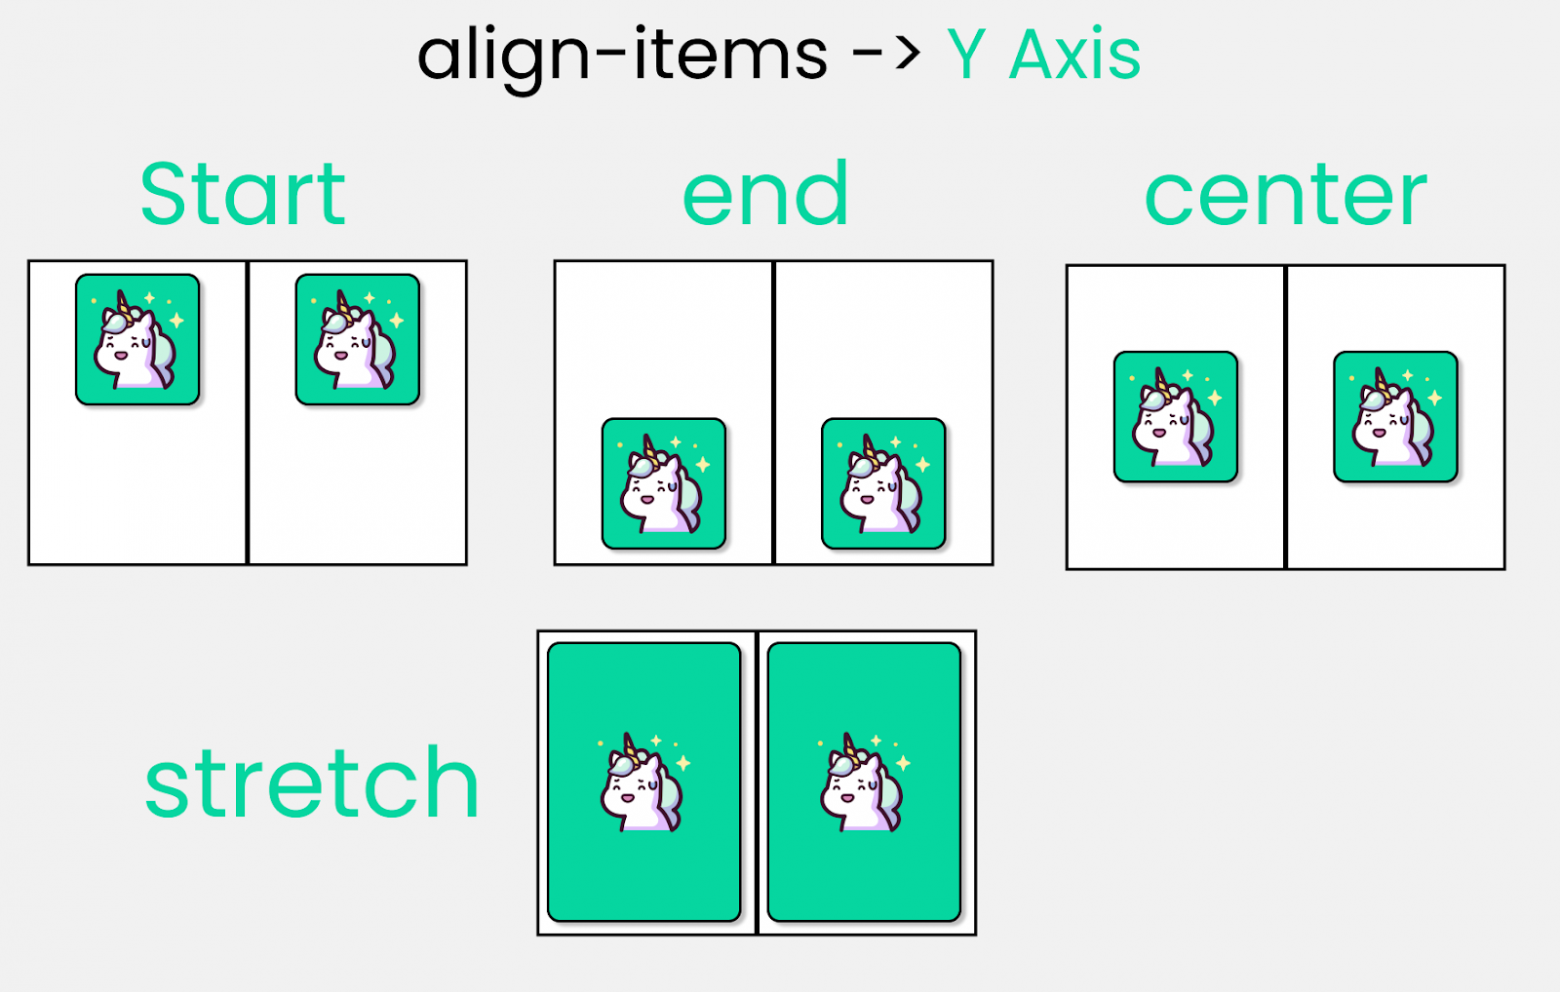 align-items -> Y Axis
Start
end
center
stretch